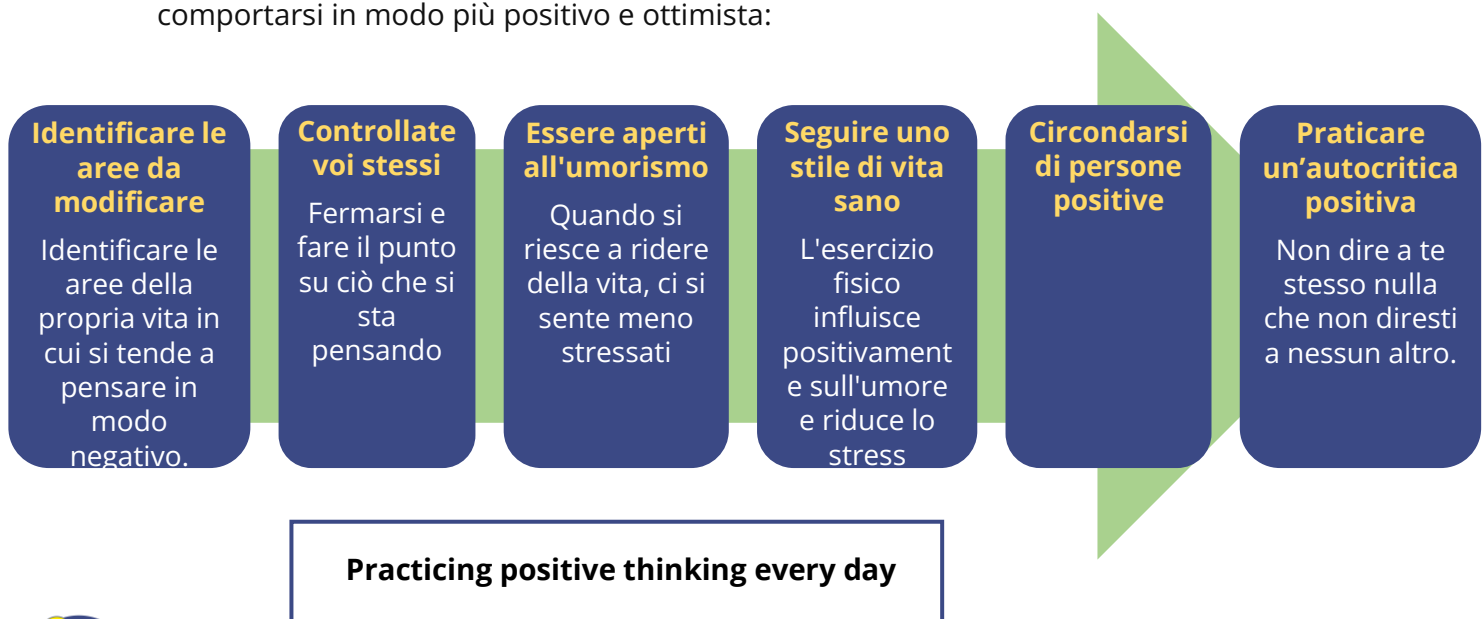 comportarsi in modo più positivo e ottimista:
Identificare le
aree da
modificare
Identificare le
aree della
propria vita in
cui si tende a
pensare in
modo
negativo.
Controllate
voi stessi
Fermarsi e
fare il punto
su ciò che si
sta
pensando
Essere aperti
all'umorismo
Quando si
riesce a ridere
della vita, ci si
sente meno
stressati
Seguire uno
stile di vita
sano
L'esercizio
fisico
influisce
positivament
e sull'umore
e riduce lo
stress
Circondarsi
di persone
positive
Praticare
un’autocritica
positiva
Non dire a te
stesso nulla
che non diresti
a nessun altro.
Practicing positive thinking every day